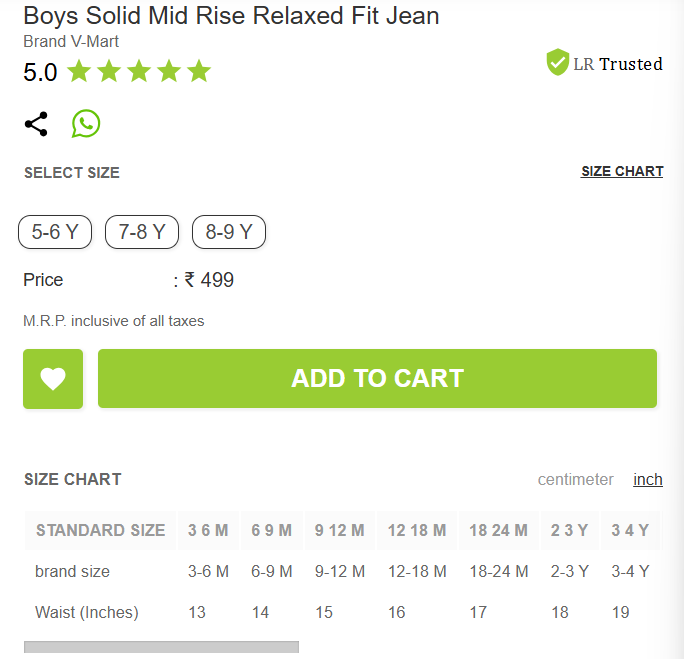 Boys Solid Mid Rise Relaxed Fit Jean
Brand V-Mart
5.0
LR Trusted
SELECT SIZE
SIZE CHART
5-6 Y 7-8 Y 8-9 Y
Price : ₹ 499
M.R.P. inclusive of all taxes
ADD TO CART
SIZE CHART
centimeter inch
STANDARD SIZE 3 6 M 6 9 M 9 12 M 12 18 M 18 24 M 2 3 Y 3 4 Y
brand size 3-6 M 6-9 M 9-12 M 12-18 M 18-24 M 2-3 Y 3-4 Y
Waist (Inches) 13 14 15 16 17 18 19